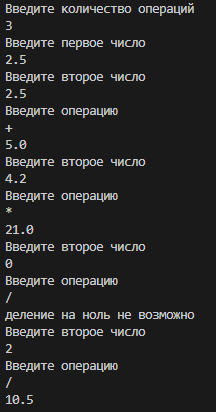 Введите количество операций
3
Введите первое число
2.5
Введите второе число
2.5
Введите операцию
+
5.0
Введите второе число
4.2
Введите операцию
*
21.0
Введите второе число
0
Введите операцию
/
деление на ноль не возможно
Введите второе число
2
Введите операцию
/
10.5